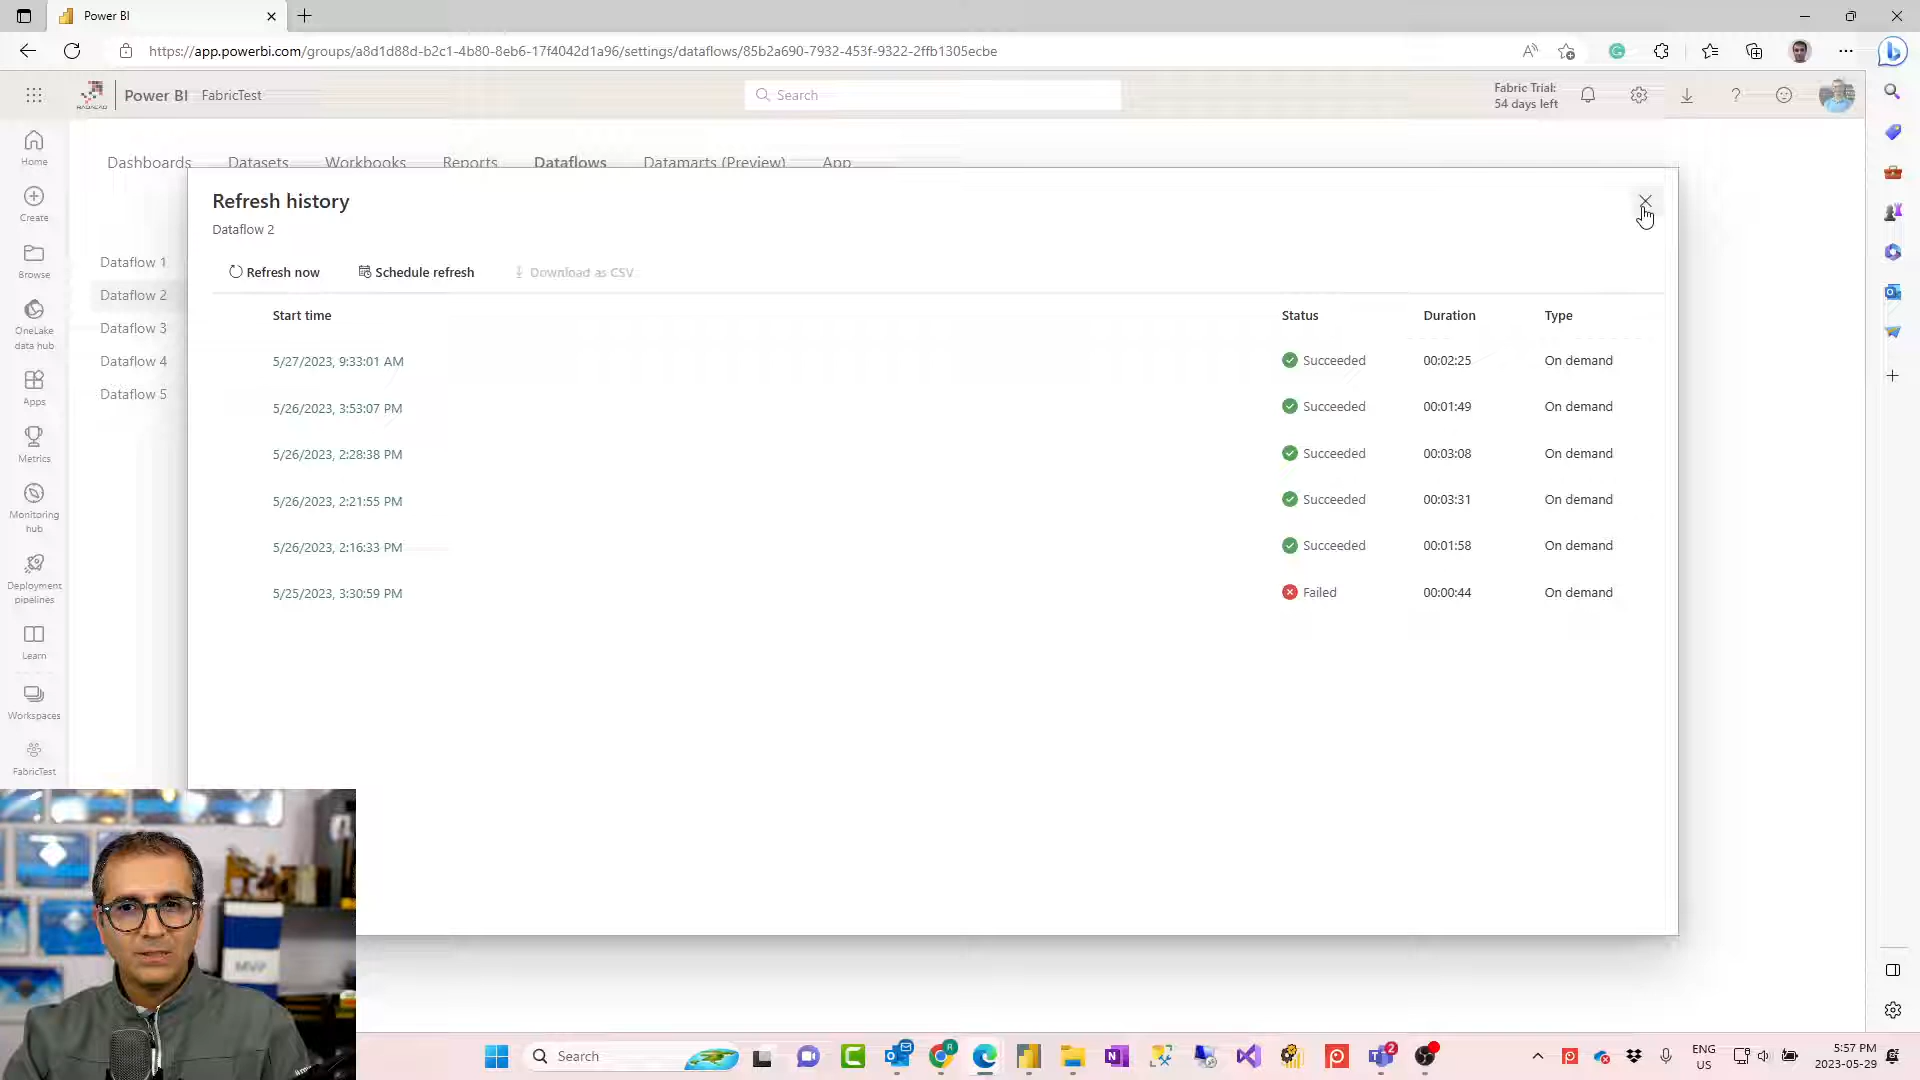 Power BI
https://app.powerbi.com/groups/a8d1d88d-b2c1-4b80-8eb6-17f4042d1a96/settings/dataflows/85b2a690-7932-453f-9322-2ffb1305ecbe
RADACAD
Power BI FabricTest
Search
Fabric Trial:
54 days left
Home
Create
Browse
OneLake
data hub
Apps
Metrics
Monitoring
hub
Deployment
pipelines
Learn
Workspaces
FabricTest
Dashboards Datasets Workbooks Reports Dataflows Datamarts (Preview) App
Dataflow 1
Dataflow 2
Dataflow 3
Dataflow 4
Dataflow 5
Refresh history
Dataflow 2
Refresh now Schedule refresh Download as CSV
Start time Status Duration Type
5/27/2023, 9:33:01 AM Succeeded 00:02:25 On demand
5/26/2023, 3:53:07 PM Succeeded 00:01:49 On demand
5/26/2023, 2:28:38 PM Succeeded 00:03:08 On demand
5/26/2023, 2:21:55 PM Succeeded 00:03:31 On demand
5/26/2023, 2:16:33 PM Succeeded 00:01:58 On demand
5/25/2023, 3:30:59 PM Failed 00:00:44 On demand
MVP
Search
2
ENG
US
5:57 PM
2023-05-29